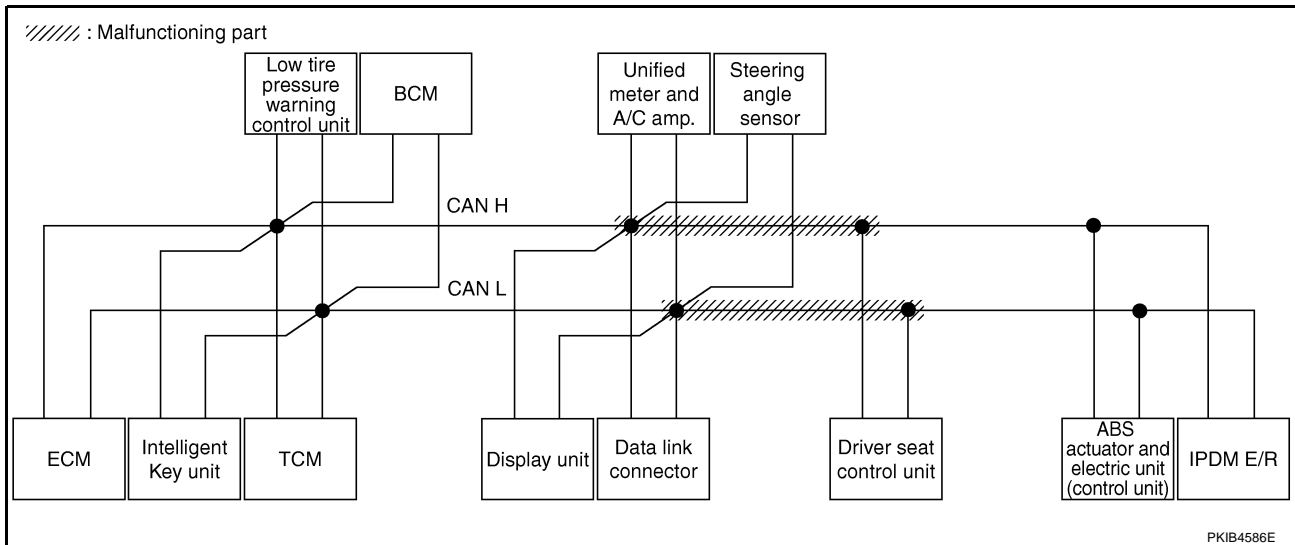 : Malfunctioning part
Low tire
pressure
warning
control unit
BCM
Unified
meter and
A/C amp.
Steering
angle
sensor
CAN H
CAN L
ECM
Intelligent
Key unit
TCM
Display unit
Data link
connector
Driver seat
control unit
ABS
actuator and
electric unit
(control unit)
IPDM E/R
PKIB4586E